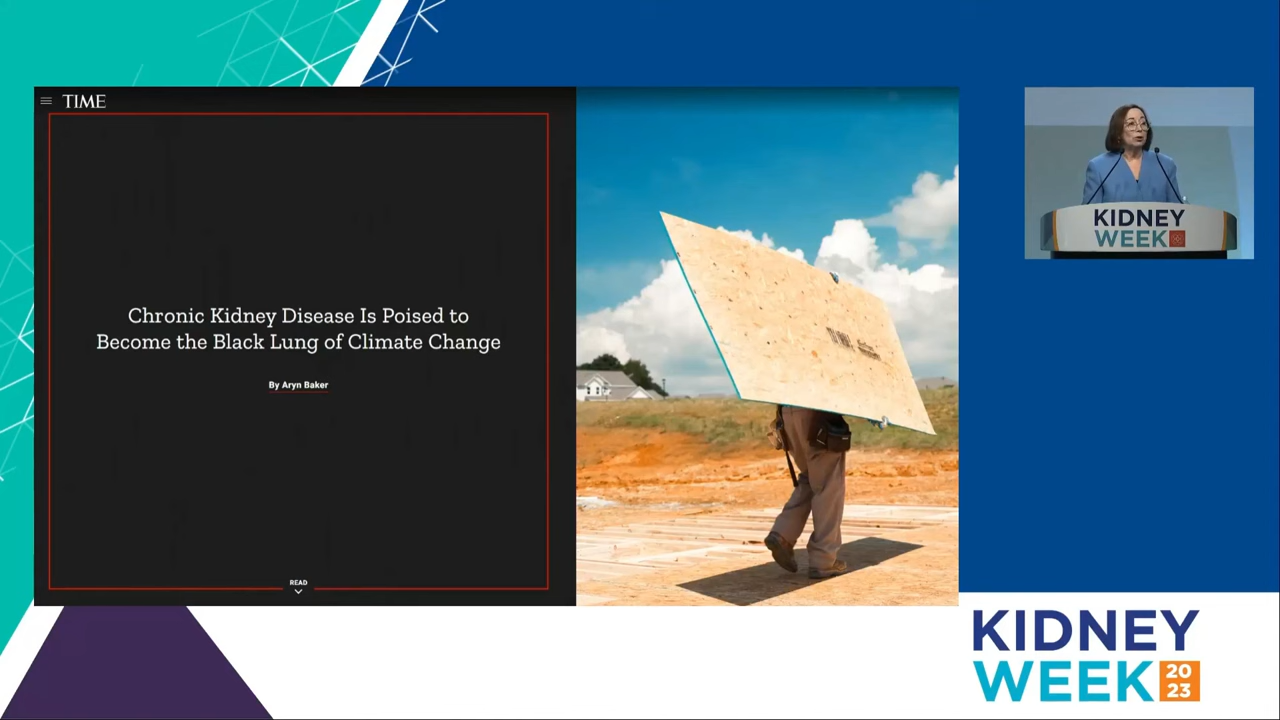 TIME
Chronic Kidney Disease Is Poised to
Become the Black Lung of Climate Change
By Aryn Baker
READ
KIDNEY
WEEK
KIDNEY
WEEK
20
23